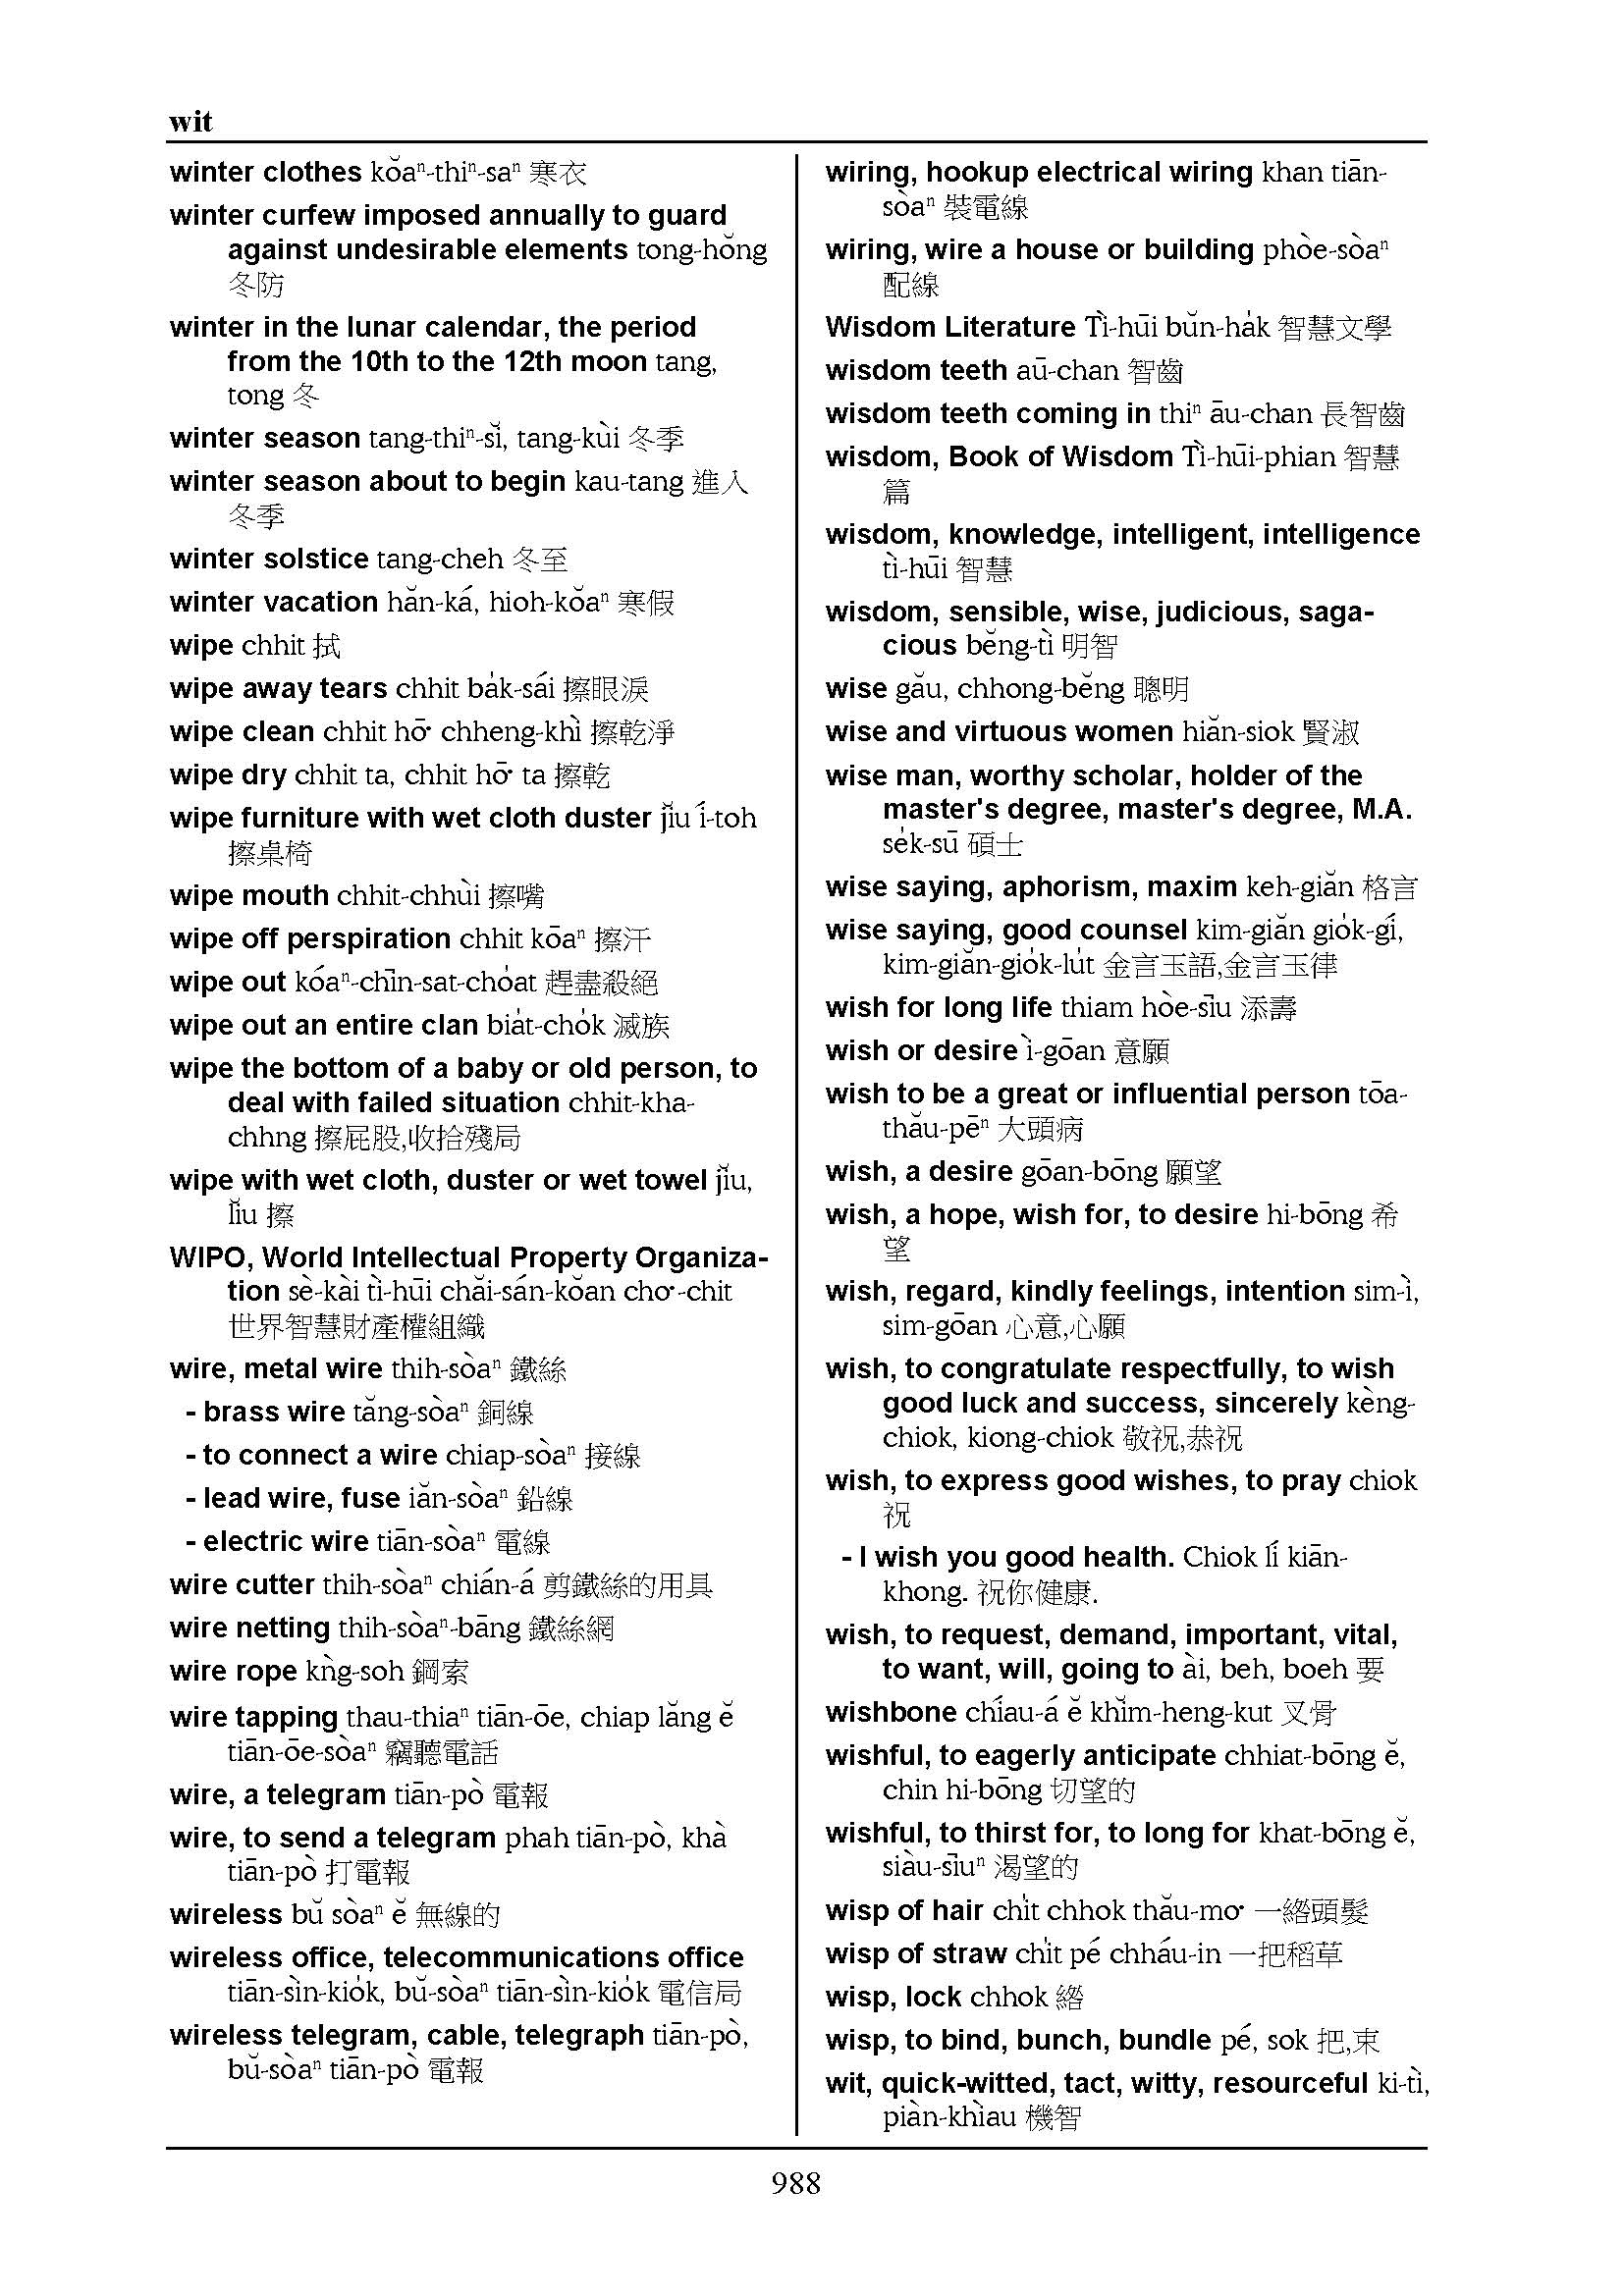 wit
winter clothes kŏaⁿ-thiⁿ-saⁿ 寒衣
winter curfew imposed annually to guard
against undesirable elements tong-hŏng
冬防
winter in the lunar calendar, the period
from the 10th to the 12th moon tang,
tong 冬
winter season tang-thiⁿ-sĭ, tang-kùi 冬季
winter season about to begin kau-tang 進入
冬季
winter solstice tang-cheh 冬至
winter vacation hăn-ká, hioh-kŏaⁿ 寒假
wipe chhit 拭
wipe away tears chhit ba̍k-sái 擦眼淚
wipe clean chhit hō͘ chheng-khì 擦乾淨
wipe dry chhit ta, chhit hō͘ ta 擦乾
wipe furniture with wet cloth duster jĭu í-toh
擦桌椅
wipe mouth chhit-chhùi 擦嘴
wipe off perspiration chhit kōaⁿ 擦汗
wipe out kóaⁿ-chīn-sat-cho̍at 趕盡殺絕
wipe out an entire clan bia̍t-cho̍k 滅族
wipe the bottom of a baby or old person, to
deal with failed situation chhit-kha-
chhng 擦屁股,收拾殘局
wipe with wet cloth, duster or wet towel jĭu,
lĭu 擦
WIPO, World Intellectual Property Organiza-
tion sè-kài tì-hūi chăi-sán-kŏan cho͘-chit
世界智慧財產權組織
wire, metal wire thih-sòaⁿ 鐵絲
- brass wire tăng-sòaⁿ 銅線
- to connect a wire chiap-sòaⁿ 接線
- lead wire, fuse iăn-sòaⁿ 鉛線
- electric wire tiān-sòaⁿ 電線
wire cutter thih-sòaⁿ chián-á 剪鐵絲的用具
wire netting thih-sòaⁿ-bāng 鐵絲網
wire rope kǹg-soh 鋼索
wire tapping thau-thiaⁿ tiān-ōe, chiap lăng ĕ
tiān-ōe-sòaⁿ 竊聽電話
wire, a telegram tiān-pò 電報
wire, to send a telegram phah tiān-pò, khà
tiān-pò 打電報
wireless bŭ sòaⁿ ĕ 無線的
wireless office, telecommunications office
tiān-sìn-kio̍k, bŭ-sòaⁿ tiān-sìn-kio̍k 電信局
wireless telegram, cable, telegraph tiān-pò,
bŭ-sòaⁿ tiān-pò 電報
wiring, hookup electrical wiring khan tiān-
sòaⁿ 裝電線
wiring, wire a house or building phòe-sòaⁿ
配線
Wisdom Literature Tì-hūi bŭn-ha̍k 智慧文學
wisdom teeth aū-chan 智齒
wisdom teeth coming in thiⁿ āu-chan 長智齒
wisdom, Book of Wisdom Tì-hūi-phian 智慧
篇
wisdom, knowledge, intelligent, intelligence
tì-hūi 智慧
wisdom, sensible, wise, judicious, saga-
cious bĕng-tì 明智
wise gău, chhong-bĕng 聰明
wise and virtuous women hiăn-siok 賢淑
wise man, worthy scholar, holder of the
master's degree, master's degree, M.A.
se̍k-sū 碩士
wise saying, aphorism, maxim keh-giăn 格言
wise saying, good counsel kim-giăn gio̍k-gí,
kim-giăn-gio̍k-lu̍t 金言玉語,金言玉律
wish for long life thiam hòe-sīu 添壽
wish or desire ì-gōan 意願
wish to be a great or influential person tōa-
thău-pēⁿ 大頭病
wish, a desire gōan-bōng 願望
wish, a hope, wish for, to desire hi-bōng 希
望
wish, regard, kindly feelings, intention sim-ì,
sim-gōan 心意,心願
wish, to congratulate respectfully, to wish
good luck and success, sincerely kèng-
chiok, kiong-chiok 敬祝,恭祝
wish, to express good wishes, to pray chiok
祝
- I wish you good health. Chiok lí kiān-
khong. 祝你健康.
wish, to request, demand, important, vital,
to want, will, going to ài, beh, boeh 要
wishbone chíau-á ĕ khĭm-heng-kut 叉骨
wishful, to eagerly anticipate chhiat-bōng ĕ,
chin hi-bōng 切望的
wishful, to thirst for, to long for khat-bōng ĕ,
siàu-sīuⁿ 渴望的
wisp of hair chi̍t chhok thău-mo͘ 一綹頭髮
wisp of straw chi̍t pé chháu-in 一把稻草
wisp, lock chhok 綹
wisp, to bind, bunch, bundle pé, sok 把,束
wit, quick-witted, tact, witty, resourceful ki-tì,
piàn-khìau 機智
988